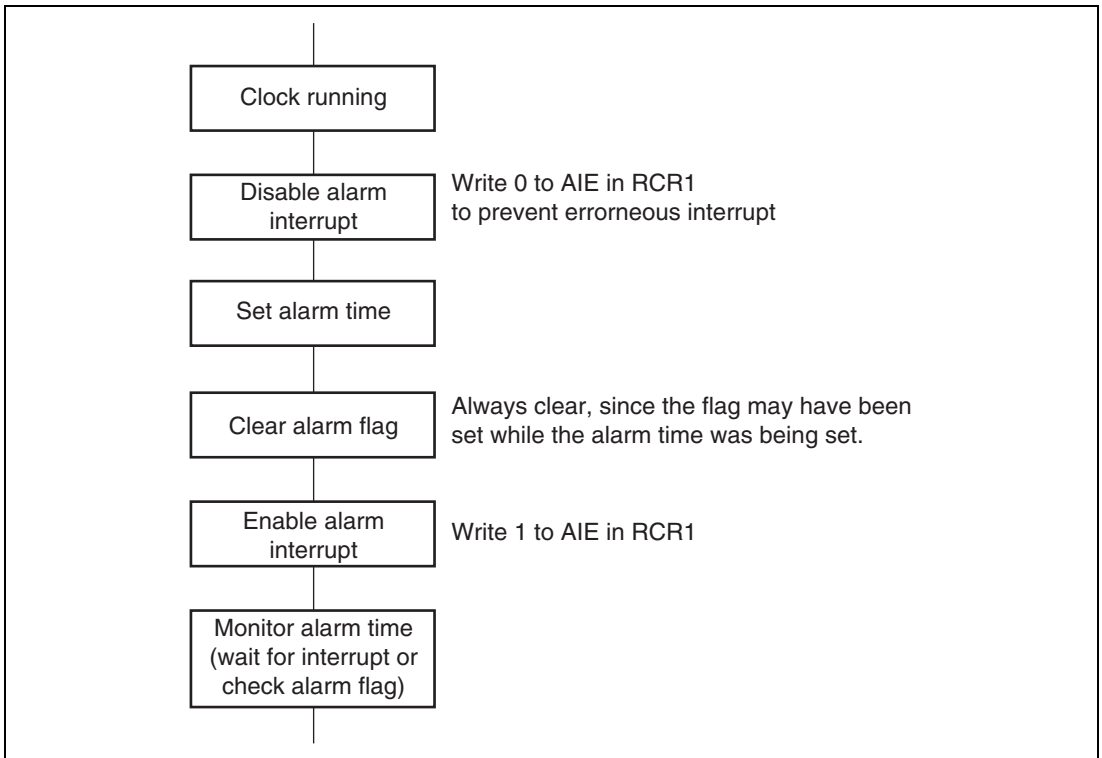 Clock running
Disable alarm
interrupt
Write 0 to AIE in RCR1
to prevent errorneous interrupt
Set alarm time
Clear alarm flag
Always clear, since the flag may have been
set while the alarm time was being set.
Enable alarm
interrupt
Write 1 to AIE in RCR1
Monitor alarm time
(wait for interrupt or
check alarm flag)